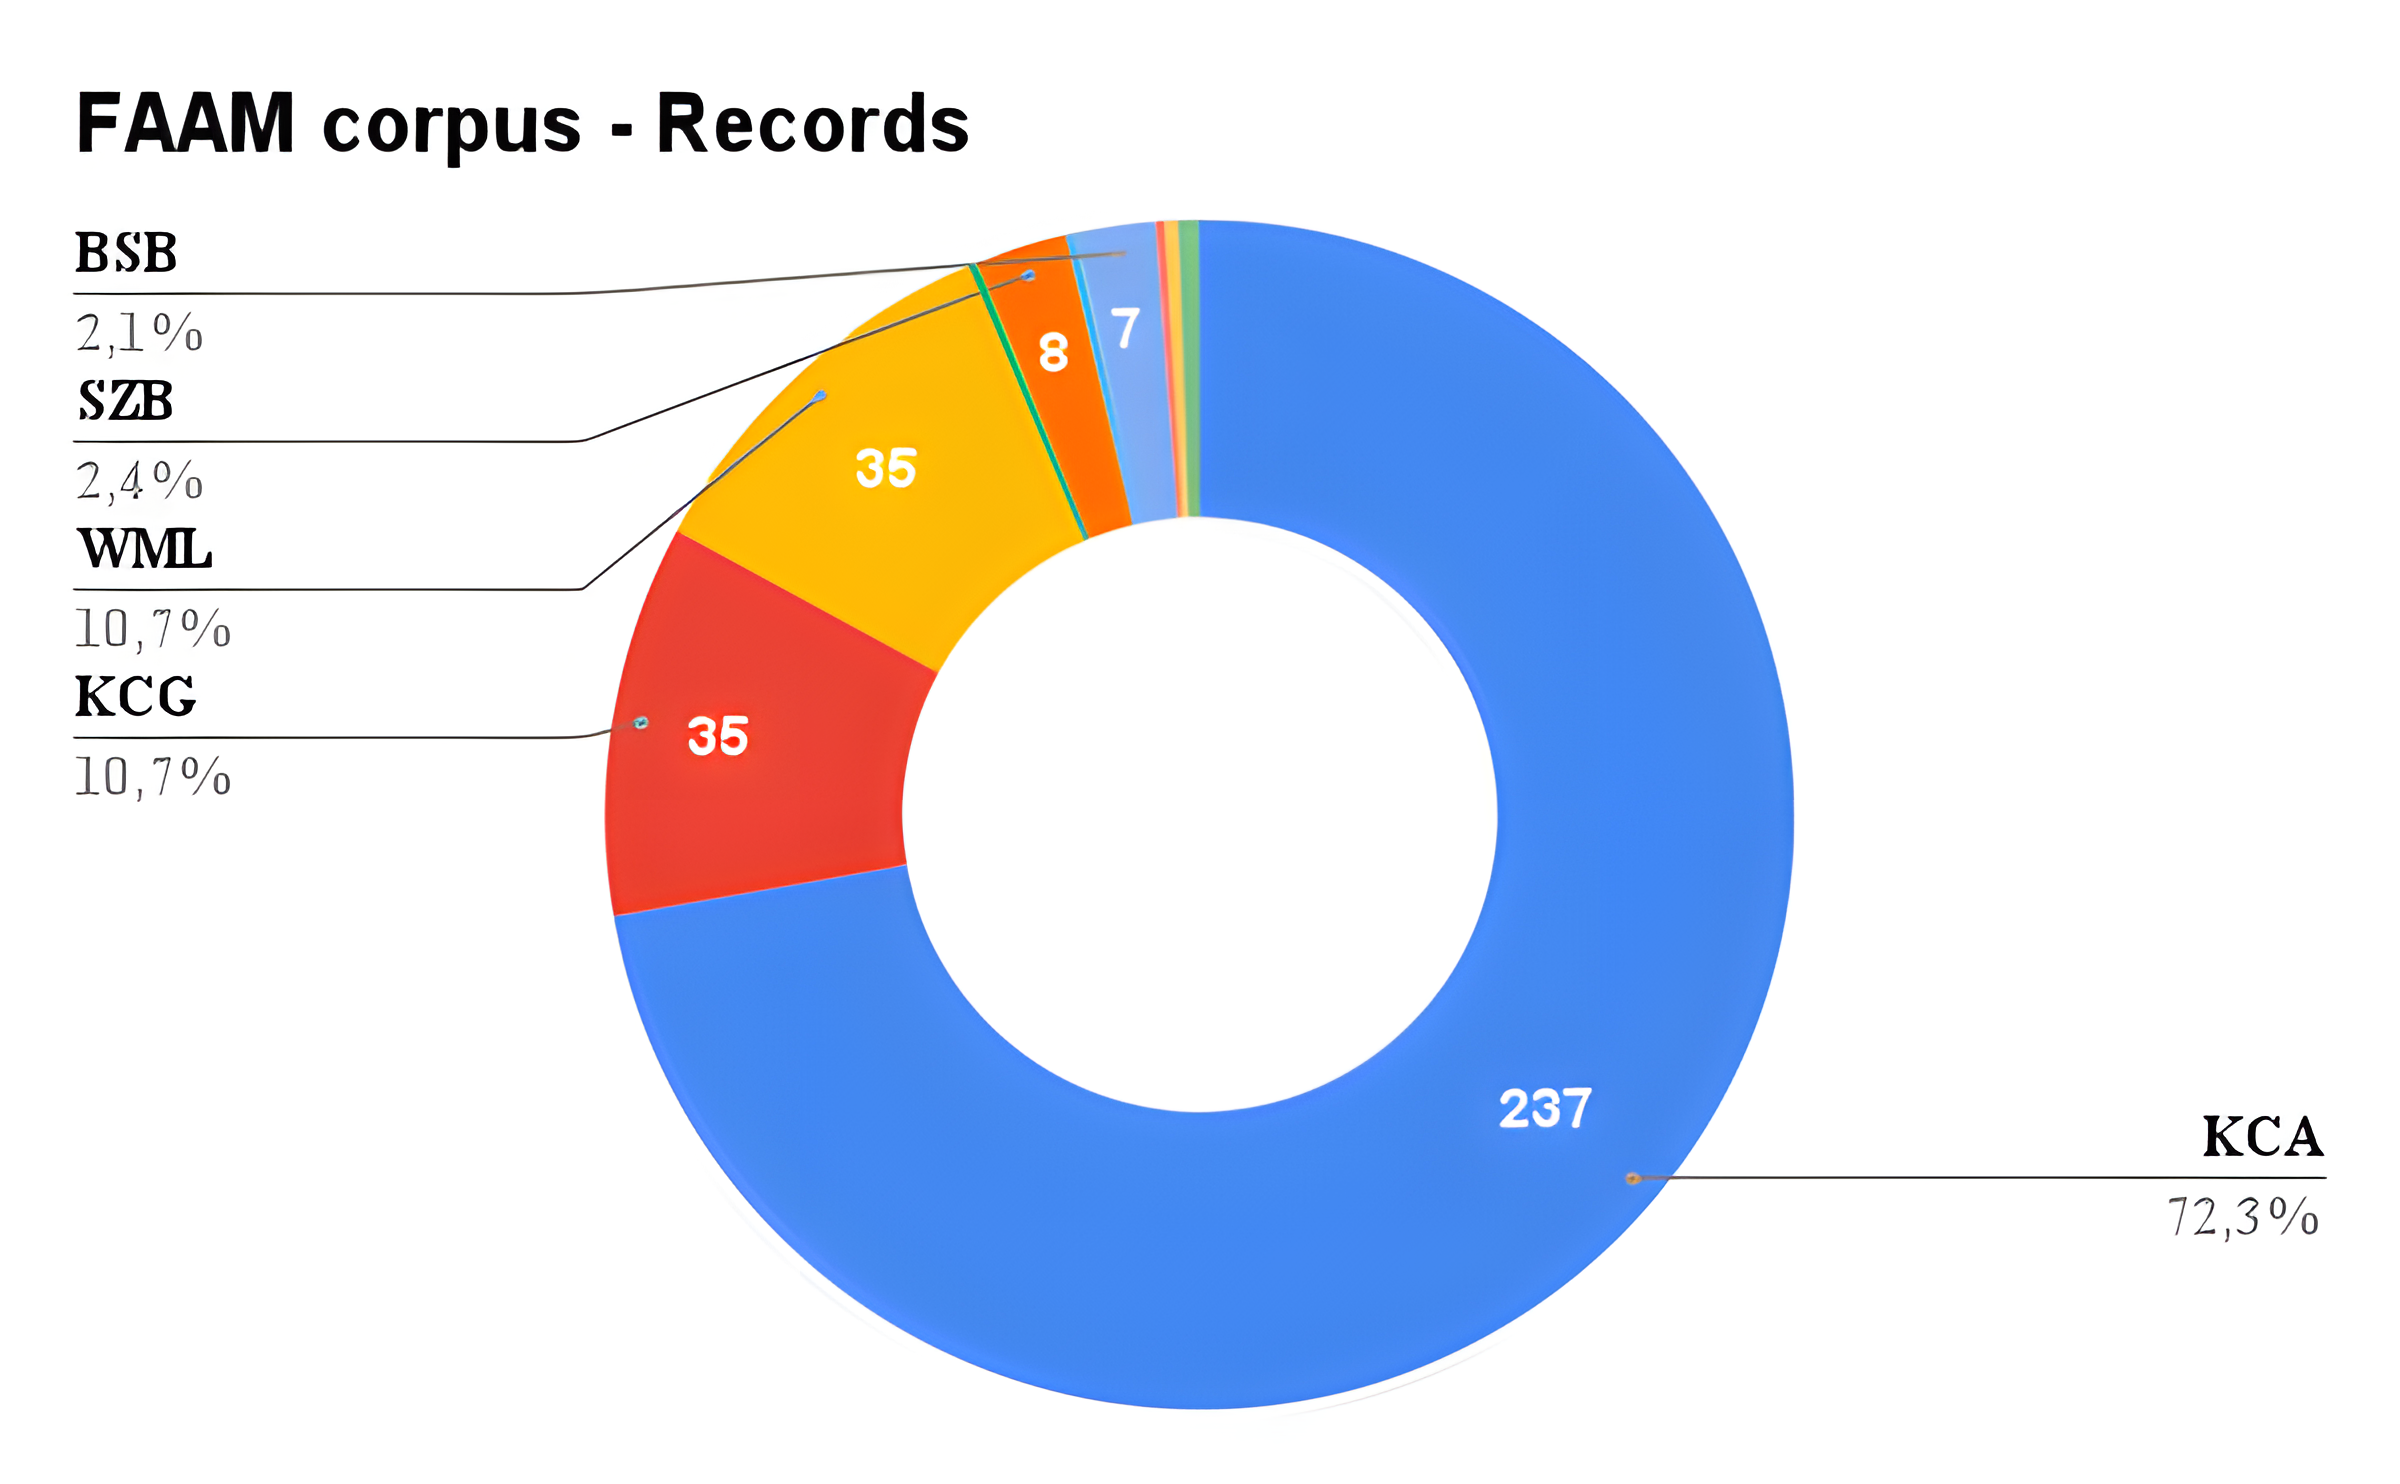 FAAM corpus - Records
BSB
2,1%
SZB
2,4%
WML
10,7%
KCG
10,7%
7
8
35
35
237
KCA
72,3%